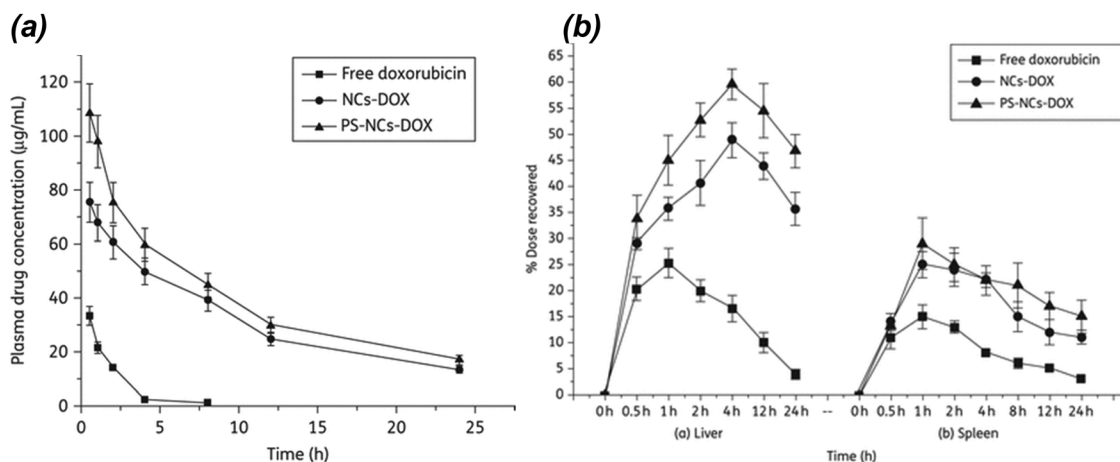 (a)
120
100
80
60
40
20
0
Plasma drug concentration (µg/mL)
Free doxorubicin
NCs-DOX
PS-NCs-DOX
0 5 10 15 20 25
Time (h)
(b)
65
60
55
50
45
40
35
30
25
20
15
10
5
0
% Dose recovered
Free doxorubicin
NCs-DOX
PS-NCs-DOX
0h 0.5h 1h 2h 4h 12h 24h -- 0h 0.5h 1h 2h 4h 8h 12h 24h
(a) Liver (b) Spleen
Time (h)